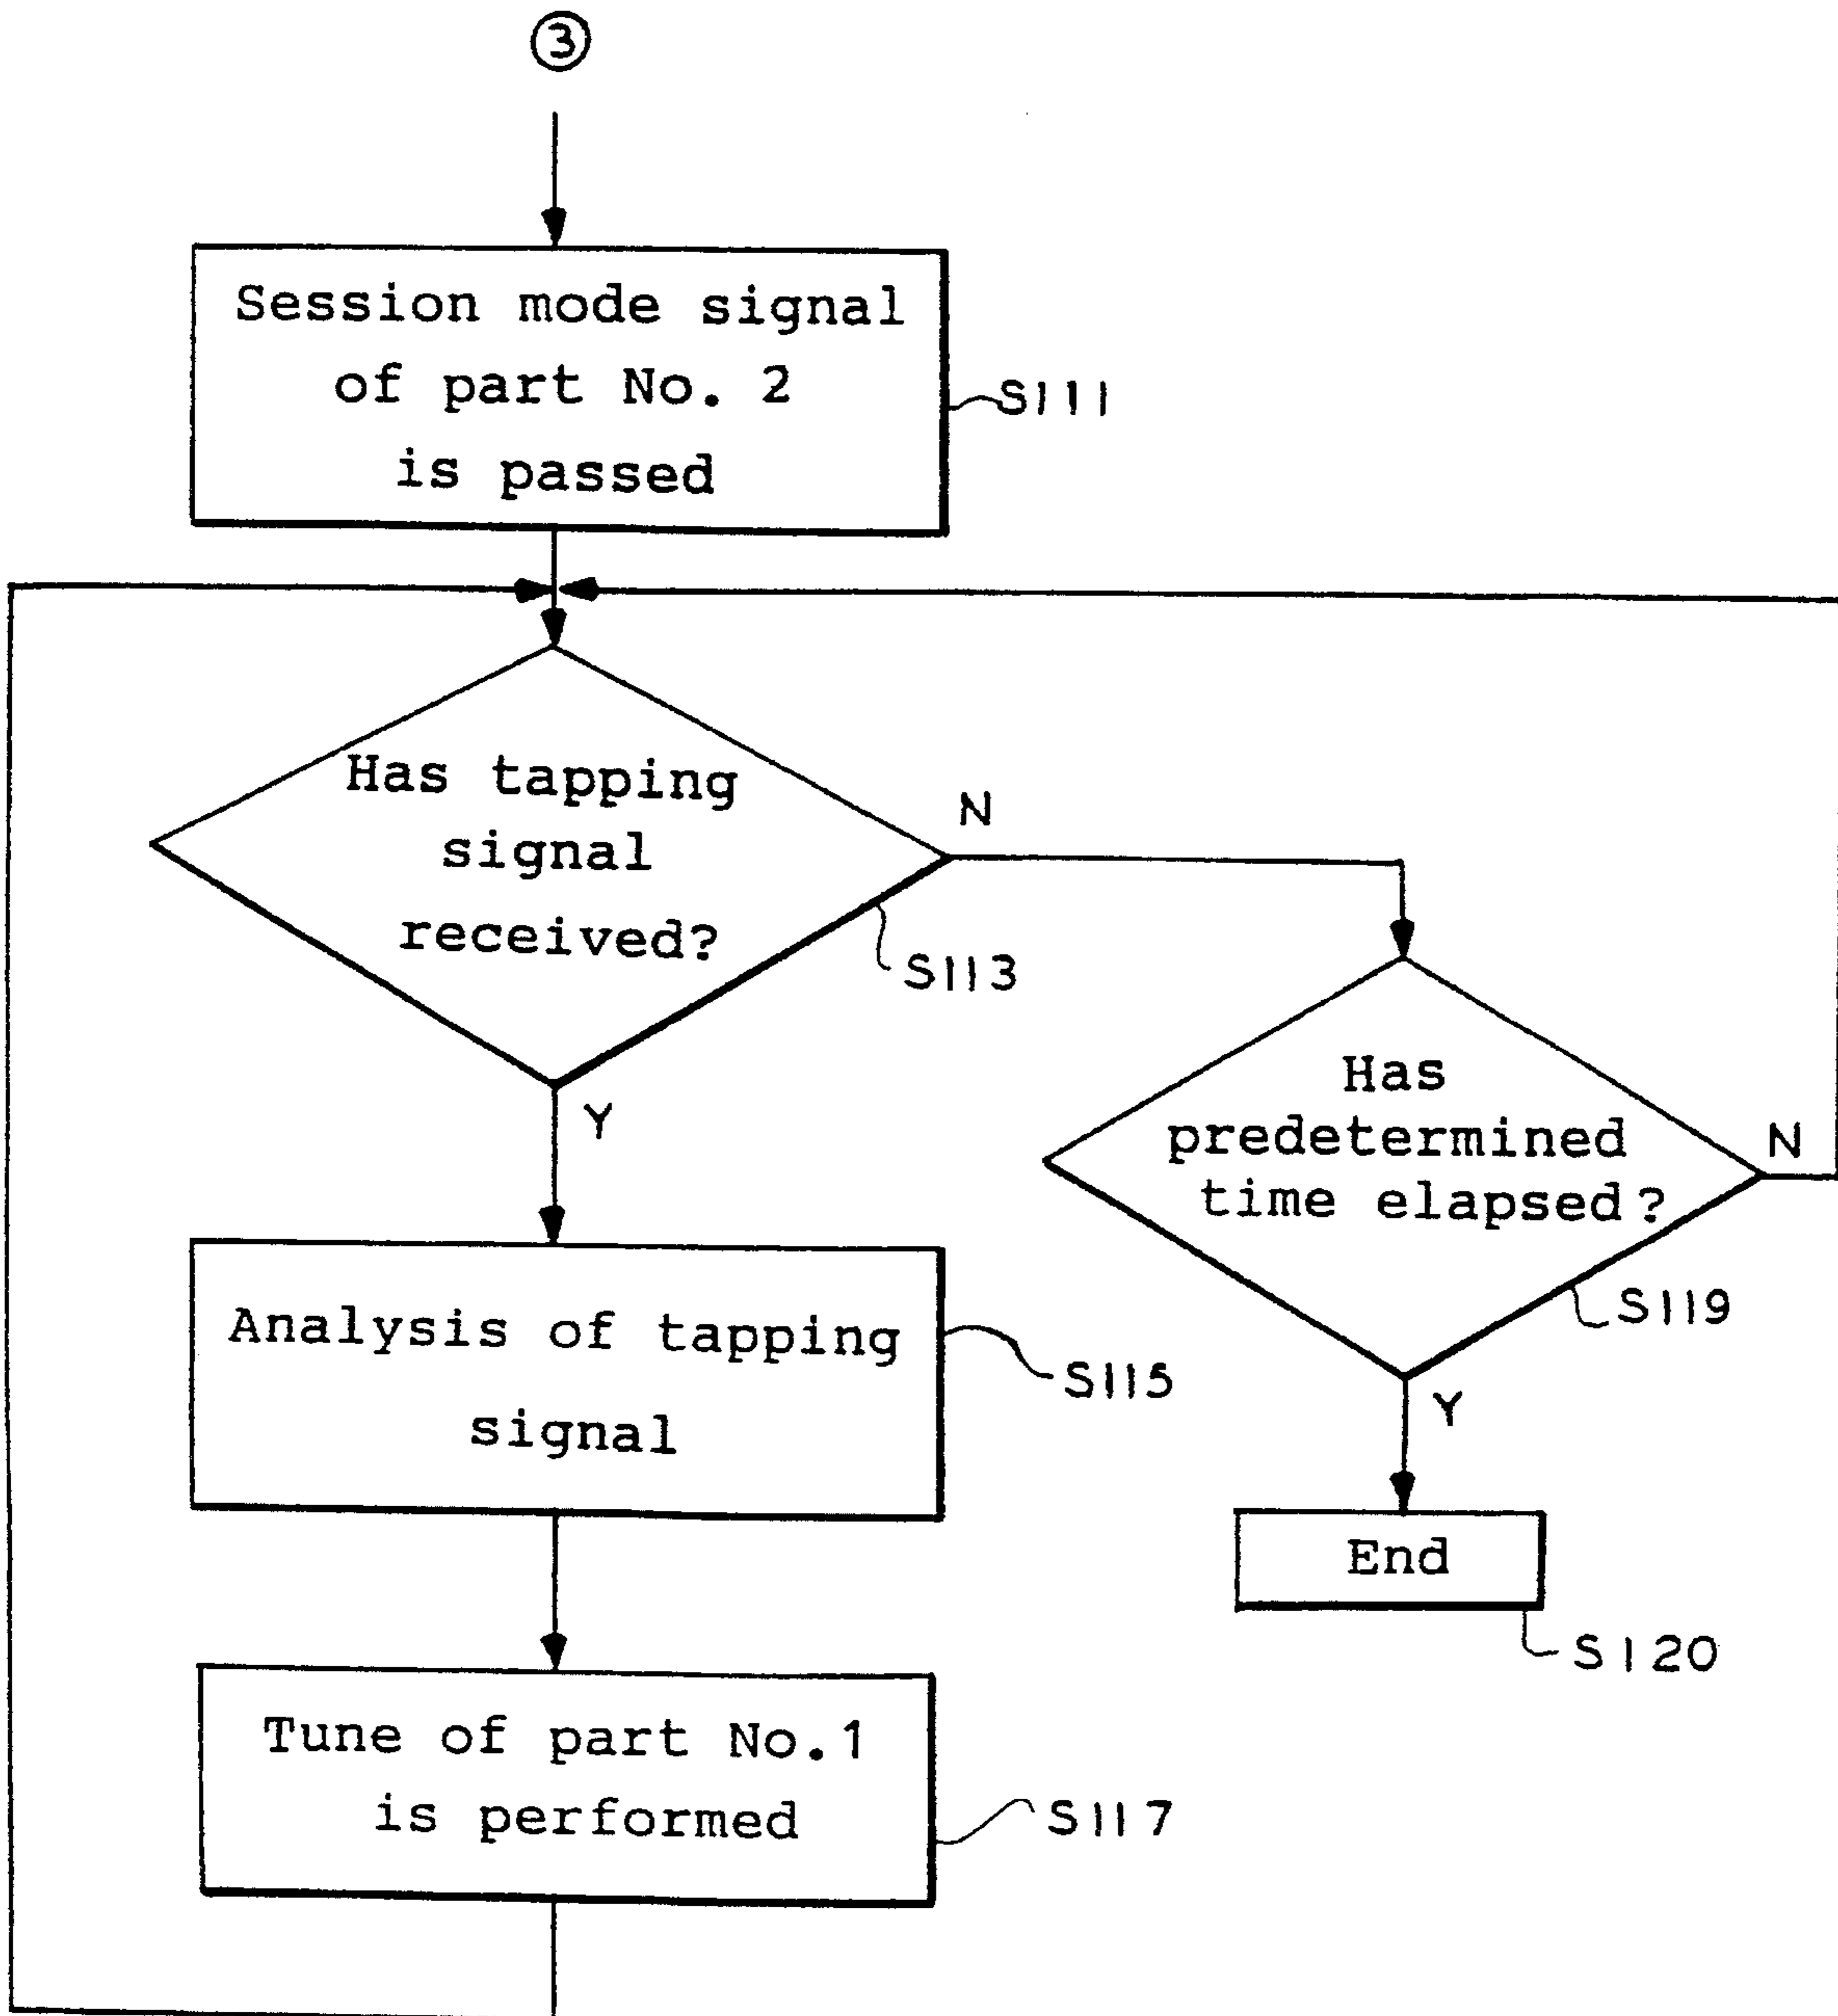 ③
Session mode signal
of part No. 2
is passed
S111
Has tapping
signal
received?
N
S113
Y
Has
predetermined
time elapsed?
N
S119
Y
Analysis of tapping
signal
S115
End
S120
Tune of part No.1
is performed
S117